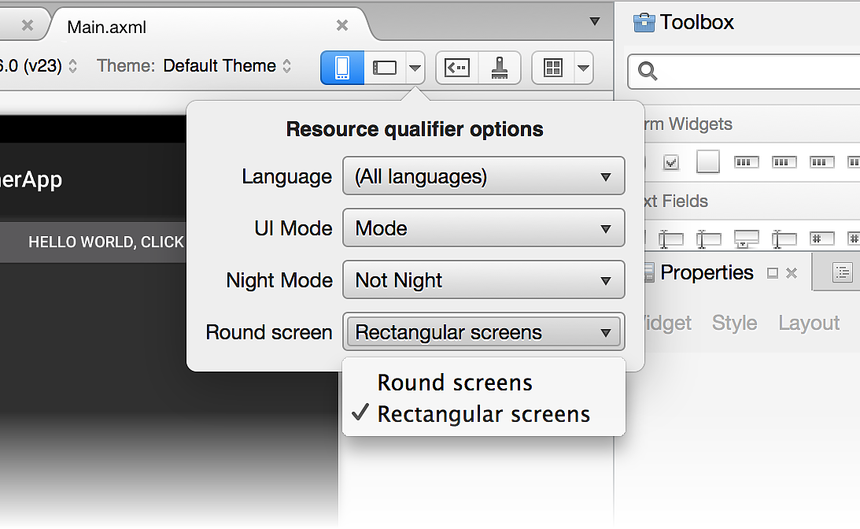 Main.axml
Toolbox
6.0 (v23) Theme: Default Theme
Resource qualifier options
Language (All languages)
UI Mode Mode
Night Mode Not Night
Round screen Rectangular screens
Round screens
✓ Rectangular screens
nerApp
HELLO WORLD, CLICK
rm Widgets
xt Fields
Properties
idget Style Layout